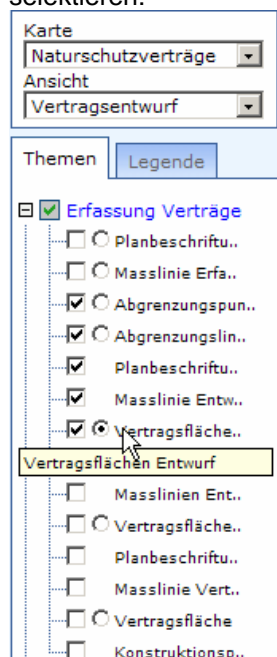 selektieren.
Karte
Naturschutzverträge
Ansicht
Vertragsentwurf
Themen Legende
Erfassung Verträge
Planbeschriftu..
Masslinie Erfa..
Abgrenzungspun..
Abgrenzungslin..
Planbeschriftu..
Masslinie Entw..
Vertragsfläche..
Vertragsflächen Entwurf
Masslinien Ent..
Vertragsfläche..
Planbeschriftu..
Masslinie Vert..
Vertragsfläche
Konstruktionsp..